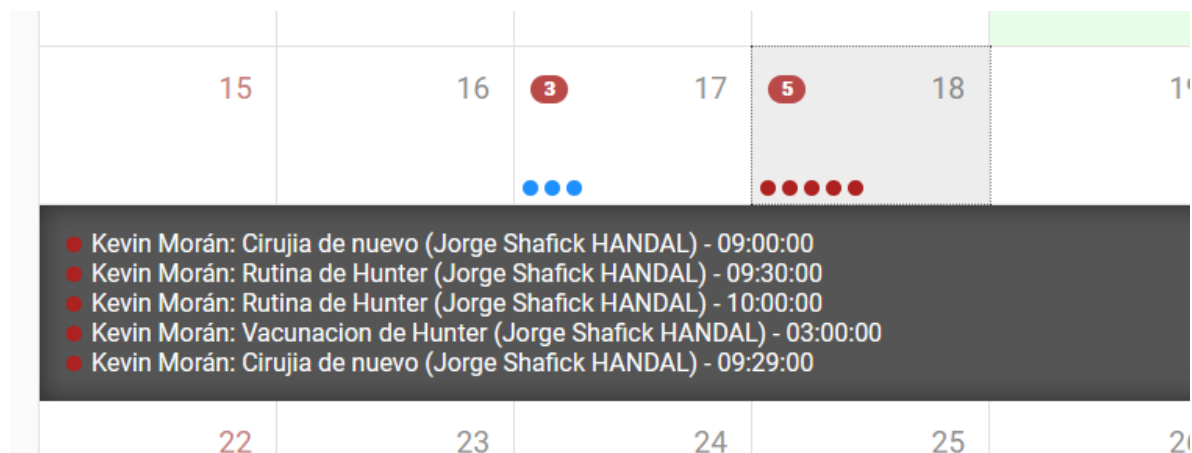 15 16 3 17 5 18 19
Kevin Morán: Cirujia de nuevo (Jorge Shafick HANDAL) - 09:00:00
Kevin Morán: Rutina de Hunter (Jorge Shafick HANDAL) - 09:30:00
Kevin Morán: Rutina de Hunter (Jorge Shafick HANDAL) - 10:00:00
Kevin Morán: Vacunacion de Hunter (Jorge Shafick HANDAL) - 03:00:00
Kevin Morán: Cirujia de nuevo (Jorge Shafick HANDAL) - 09:29:00
22 23 24 25 26